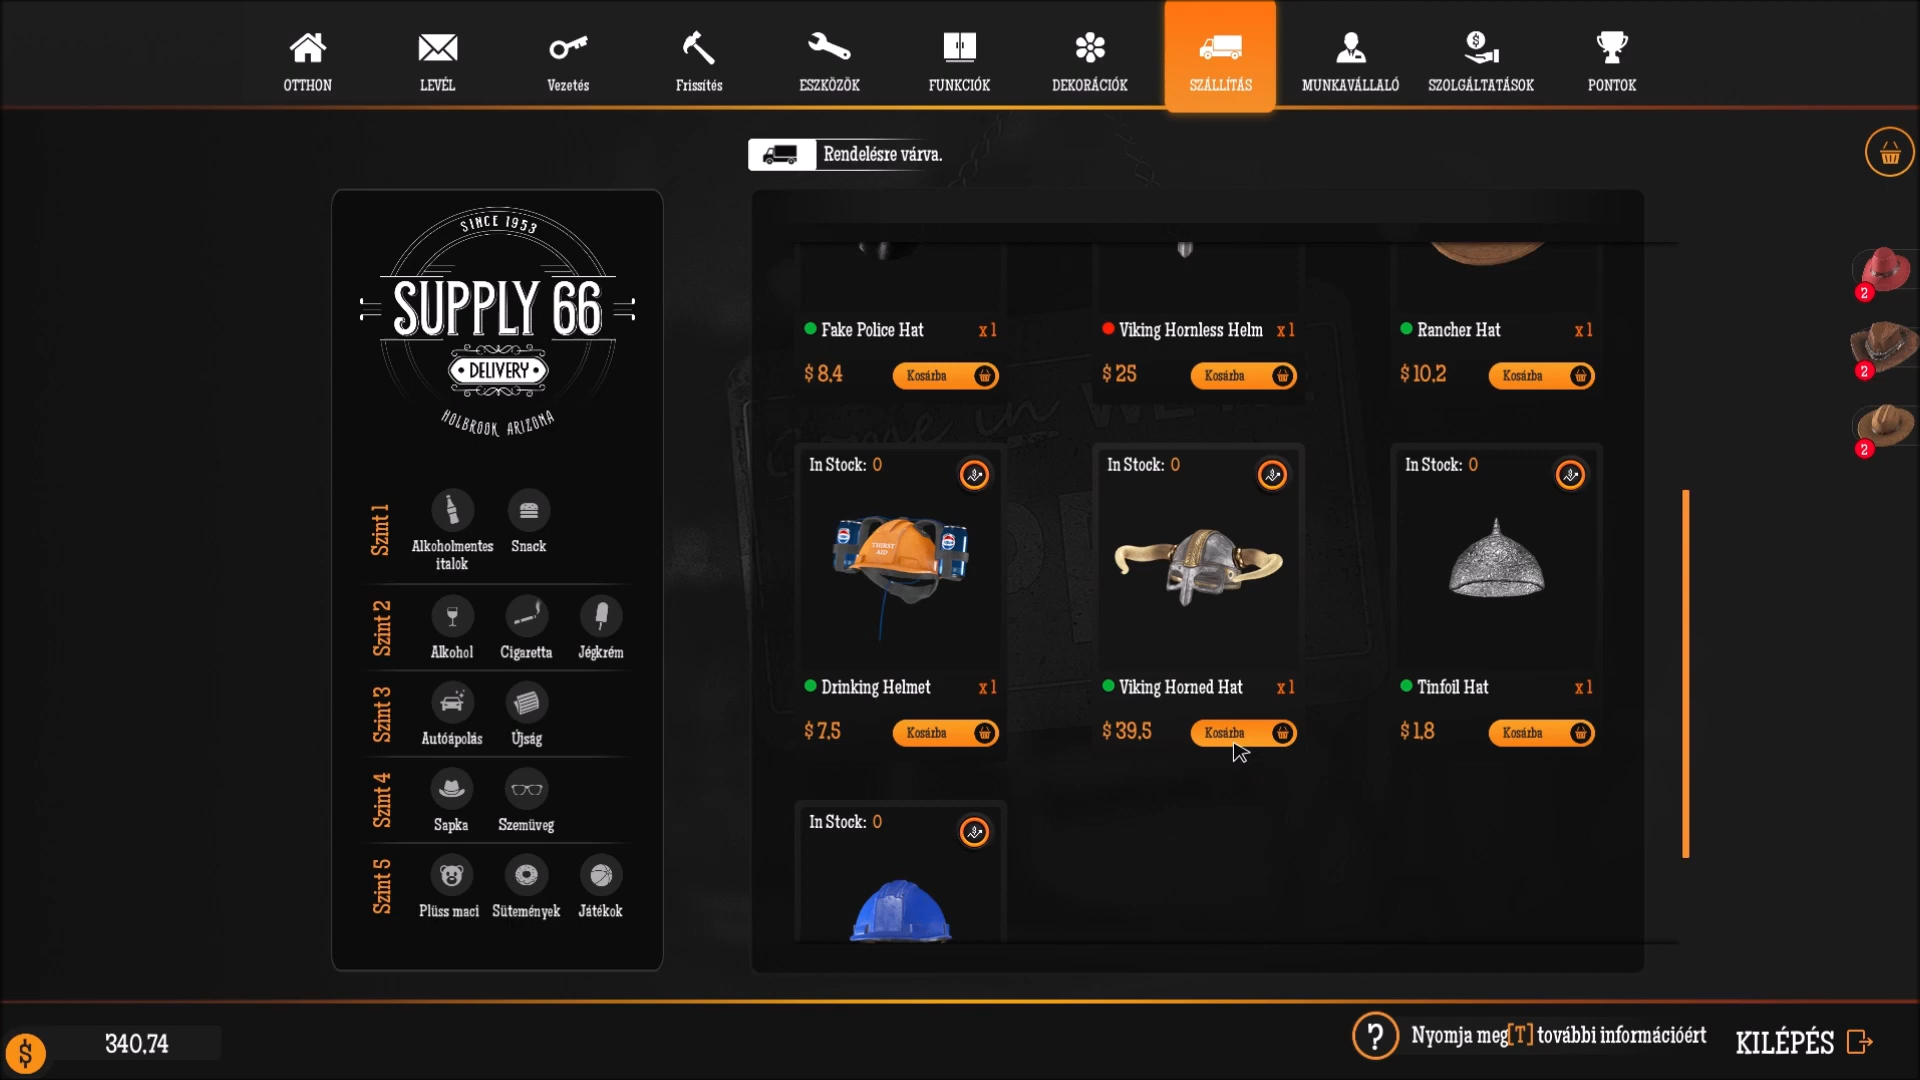 OTTHON
LEVÉL
Vezetés
Frissítés
ESZKÖZÖK
FUNKCIÓK
DEKORÁCIÓK
SZÁLLÍTÁS
MUNKAVÁLLALÓ
SZOLGÁLTATÁSOK
PONTOK
Rendelésre várva.
SINCE 1953
SUPPLY 66
• DELIVERY •
HOLBROOK, ARIZONA
Szint 1
Alkoholmentes italok
Snack
Szint 2
Alkohol
Cigaretta
Jégkrém
Szint 3
Autóápolás
Újság
Szint 4
Sapka
Szemüveg
Szint 5
Plüss maci
Sütemények
Játékok
Fake Police Hat x1
$ 8,4 Kosárba
Viking Hornless Helm x1
$ 25 Kosárba
Rancher Hat x1
$ 10,2 Kosárba
In Stock: 0
THIRST AID
Drinking Helmet x1
$ 7,5 Kosárba
In Stock: 0
Viking Horned Hat x1
$ 39,5 Kosárba
In Stock: 0
Tinfoil Hat x1
$ 1,8 Kosárba
In Stock: 0
2
2
2
$ 340,74
? Nyomja meg[T] további információért
KILÉPÉS